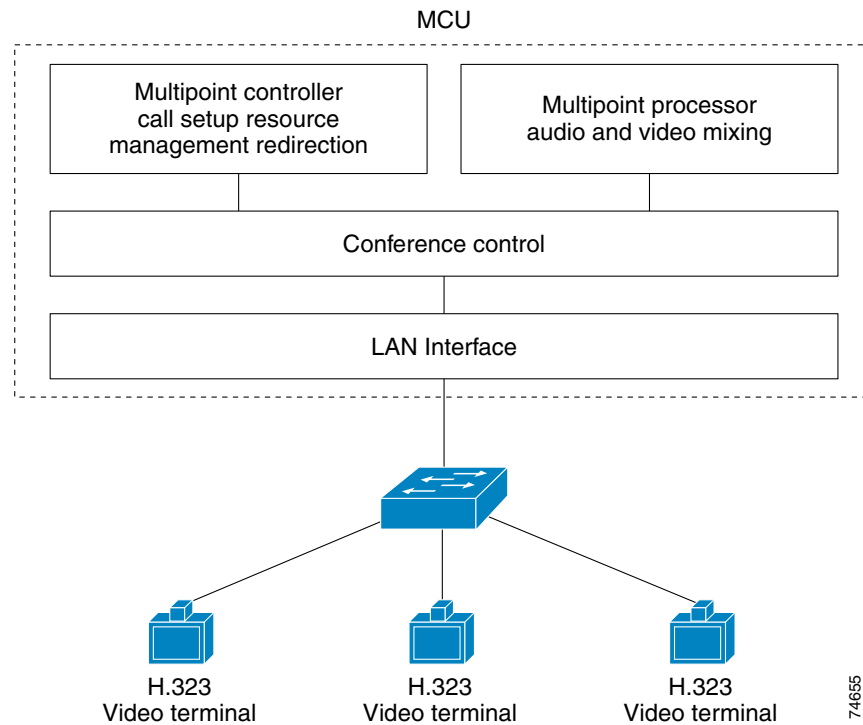 MCU
Multipoint controller
call setup resource
management redirection
Multipoint processor
audio and video mixing
Conference control
LAN Interface
H.323
Video terminal
H.323
Video terminal
H.323
Video terminal
74655